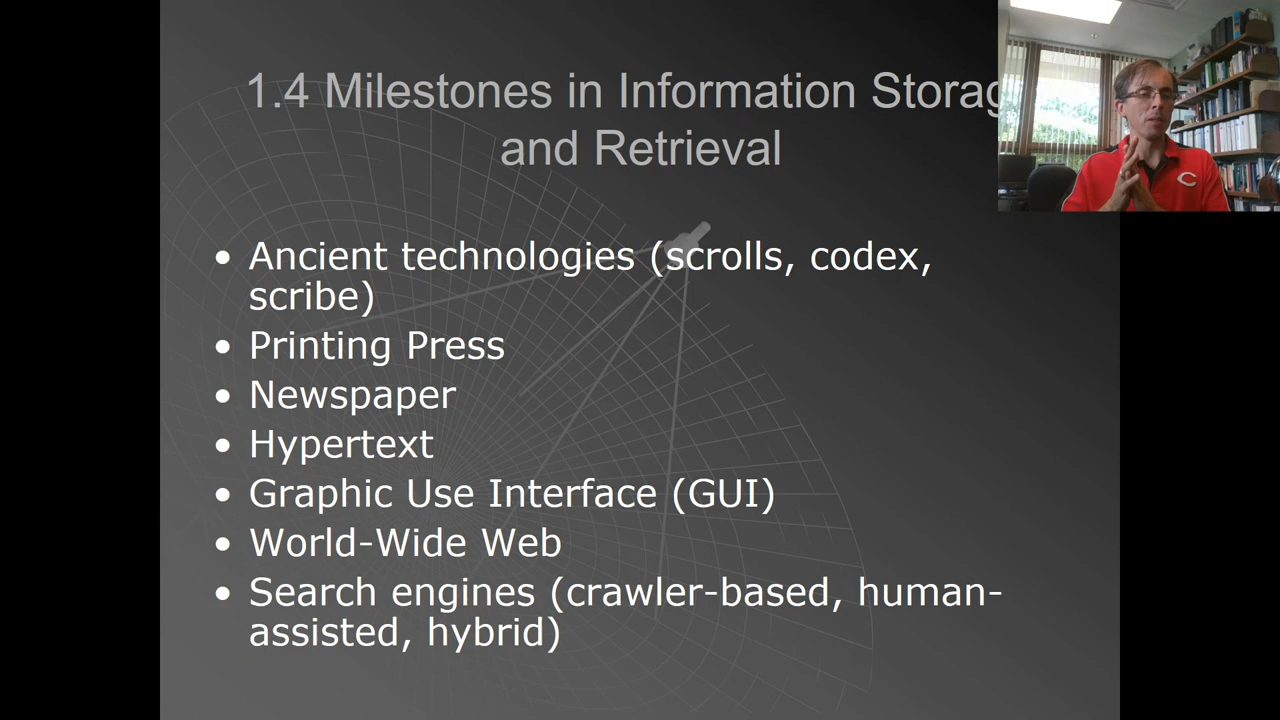 1.4 Milestones in Information Storag
and Retrieval
• Ancient technologies (scrolls, codex,
scribe)
• Printing Press
• Newspaper
• Hypertext
• Graphic Use Interface (GUI)
• World-Wide Web
• Search engines (crawler-based, human-
assisted, hybrid)
C